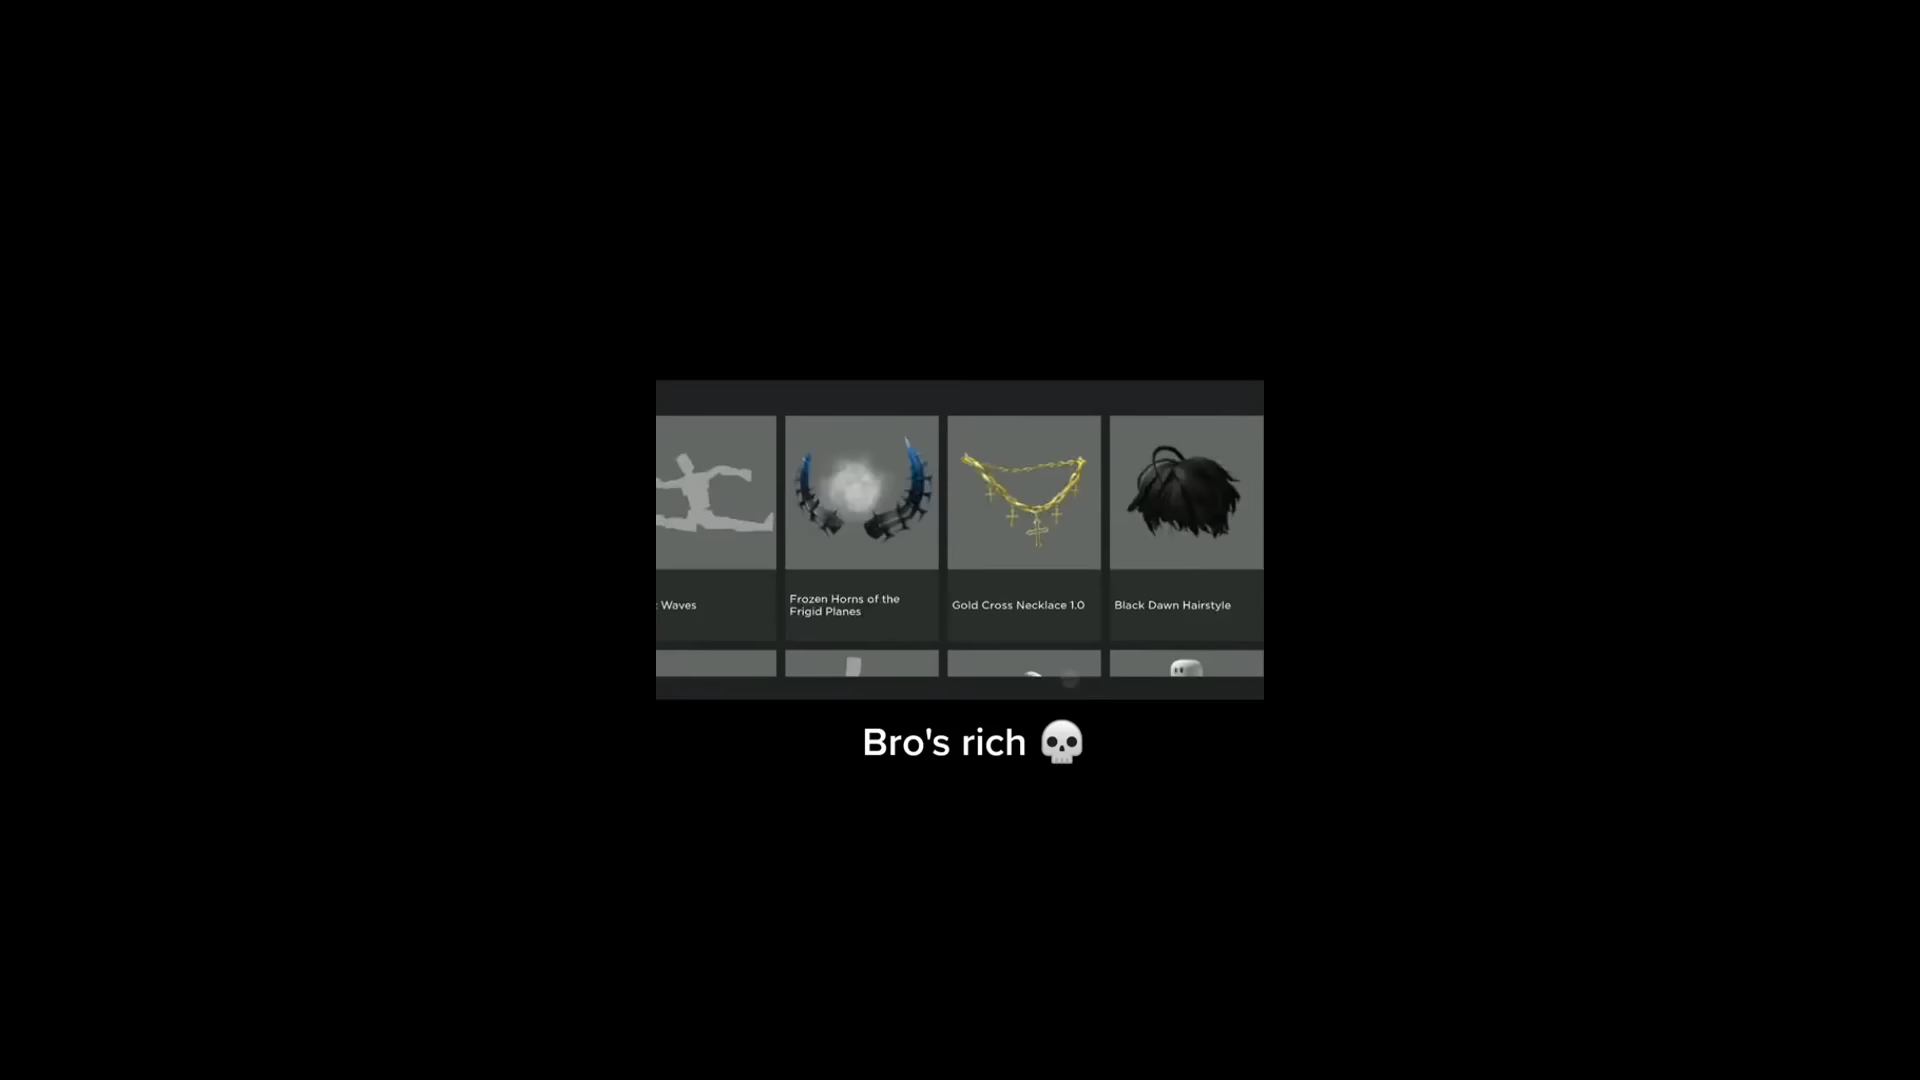 : Waves
Frozen Horns of the
Frigid Planes
Gold Cross Necklace 1.0
Black Dawn Hairstyle
Bro's rich 💀